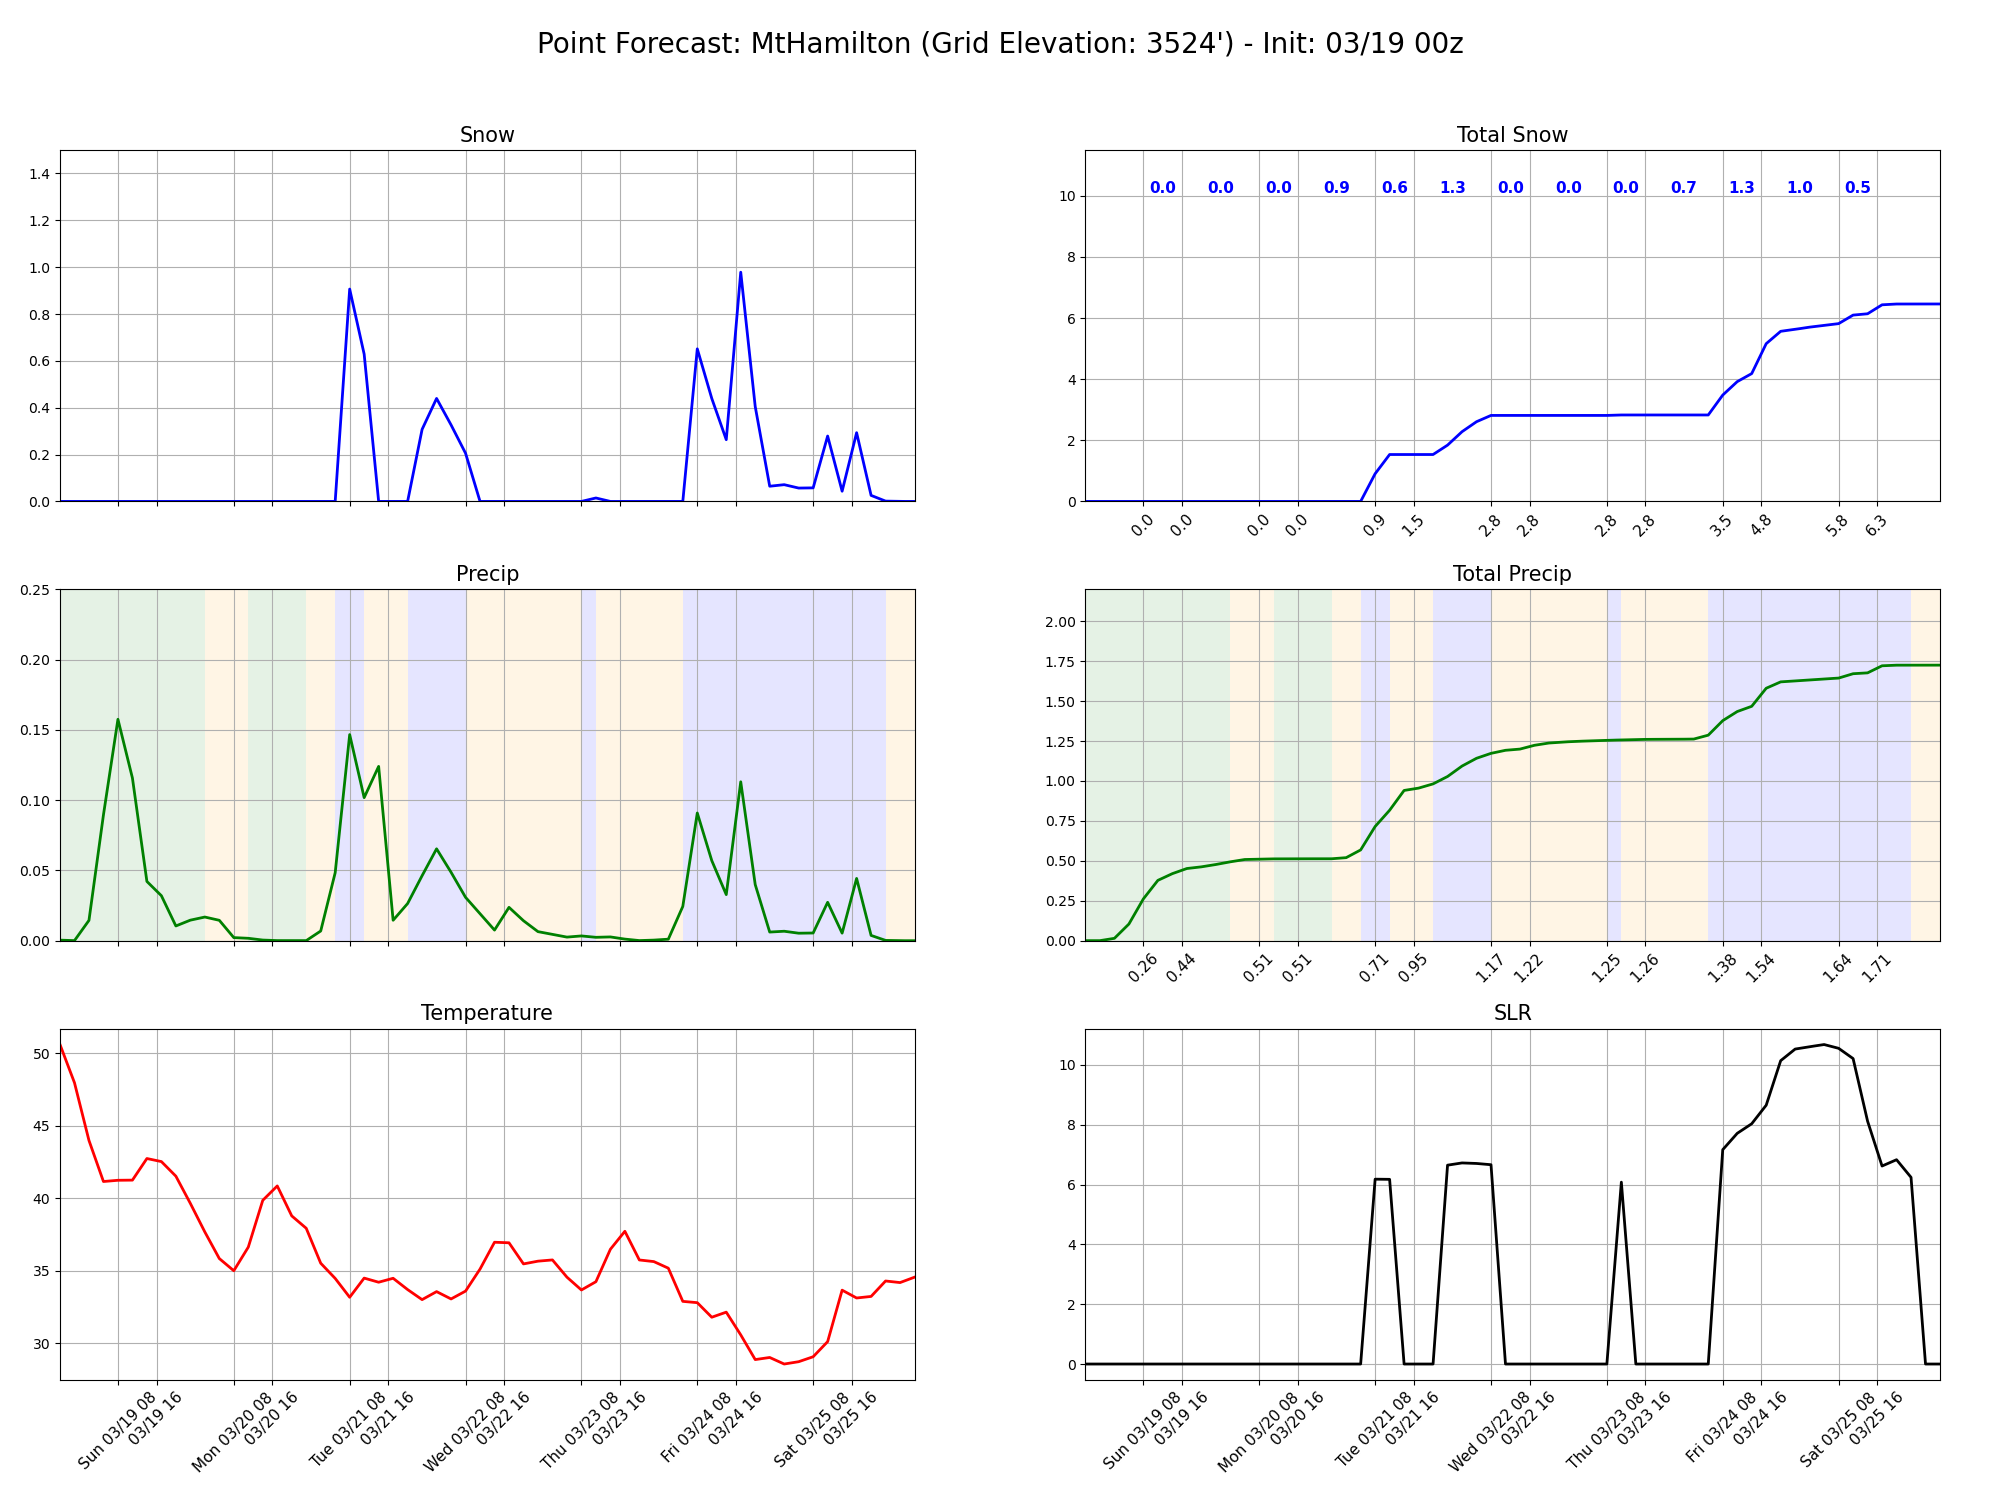 Point Forecast: MtHamilton (Grid Elevation: 3524') - Init: 03/19 00z
Snow
1.4
1.2
1.0
0.8
0.6
0.4
0.2
0.0
Total Snow
0.0 0.0 0.0 0.9 0.6 1.3 0.0 0.0 0.0 0.7 1.3 1.0 0.5
10
8
6
4
2
0
0.0 0.0 0.0 0.0 0.9 1.5 2.8 2.8 2.8 2.8 3.5 4.8 5.8 6.3
Precip
0.25
0.20
0.15
0.10
0.05
0.00
Total Precip
2.00
1.75
1.50
1.25
1.00
0.75
0.50
0.25
0.00
0.26 0.44 0.51 0.51 0.71 0.95 1.17 1.22 1.25 1.26 1.38 1.54 1.64 1.71
Temperature
50
45
40
35
30
Sun 03/19 08
03/19 16
Mon 03/20 08
03/20 16
Tue 03/21 08
03/21 16
Wed 03/22 08
03/22 16
Thu 03/23 08
03/23 16
Fri 03/24 08
03/24 16
Sat 03/25 08
03/25 16
SLR
10
8
6
4
2
0
Sun 03/19 08
03/19 16
Mon 03/20 08
03/20 16
Tue 03/21 08
03/21 16
Wed 03/22 08
03/22 16
Thu 03/23 08
03/23 16
Fri 03/24 08
03/24 16
Sat 03/25 08
03/25 16